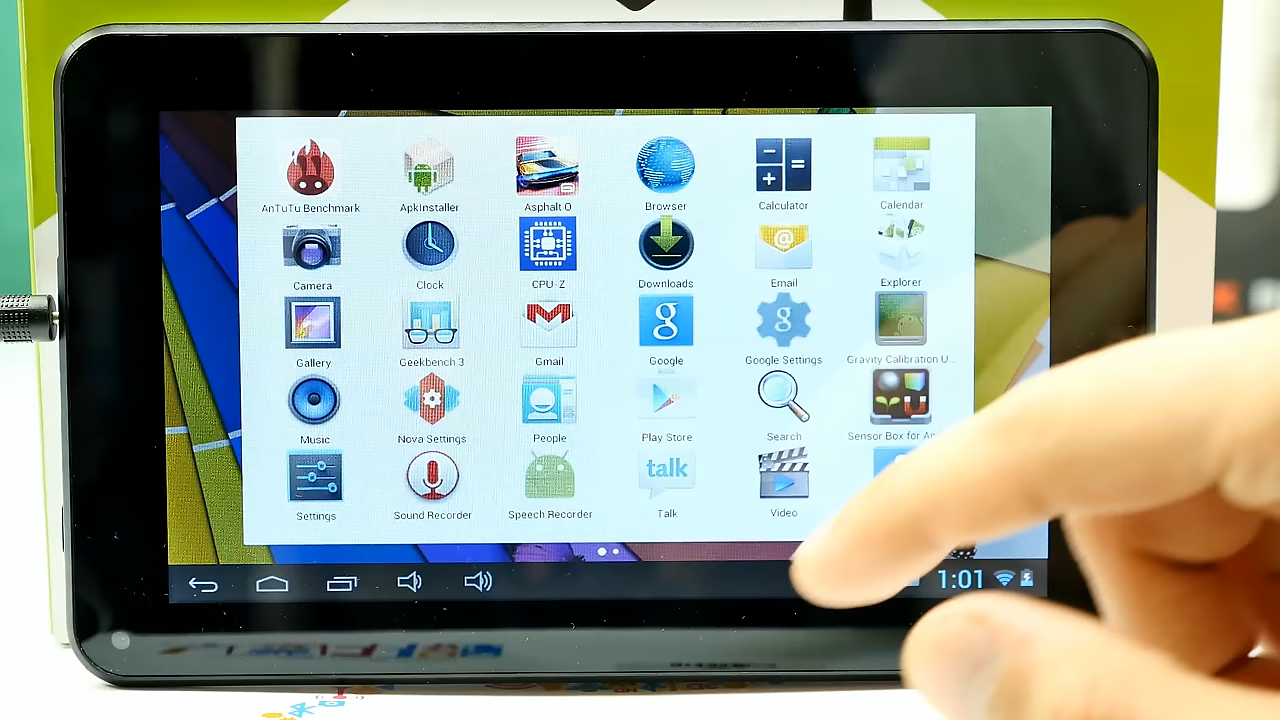 AnTuTu Benchmark ApkInstaller Asphalt 0 Browser Calculator Calendar
Camera Clock CPU-Z Downloads Email Explorer
Gallery Geekbench 3 Gmail Google Google Settings Gravity Calibration U..
Music Nova Settings People Play Store Search Sensor Box for An
talk
Settings Sound Recorder Speech Recorder Talk Video
1:01